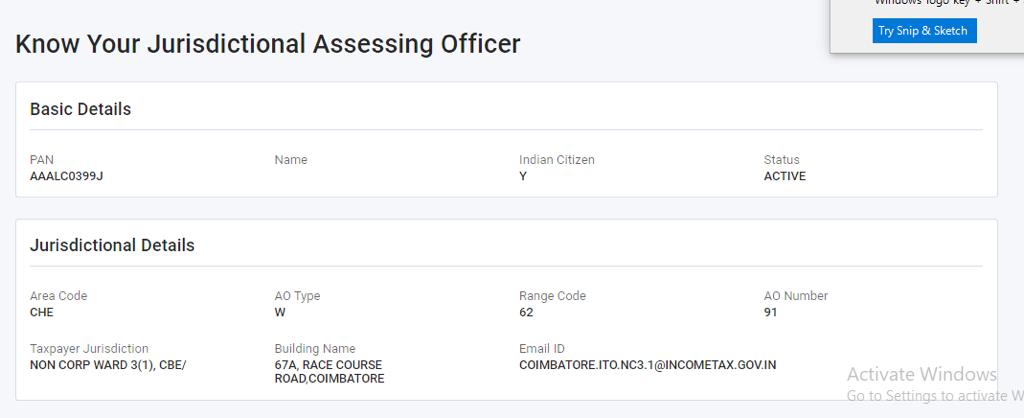 Windows logo key + Shift +
Try Snip & Sketch
Know Your Jurisdictional Assessing Officer
Basic Details
PAN Name Indian Citizen Status
AAALC0399J Y ACTIVE
Jurisdictional Details
Area Code AO Type Range Code AO Number
CHE W 62 91
Taxpayer Jurisdiction Building Name Email ID
NON CORP WARD 3(1), CBE/ 67A, RACE COURSE COIMBATORE.ITO.NC3.1@INCOMETAX.GOV.IN
ROAD,COIMBATORE
Activate Windows
Go to Settings to activate W